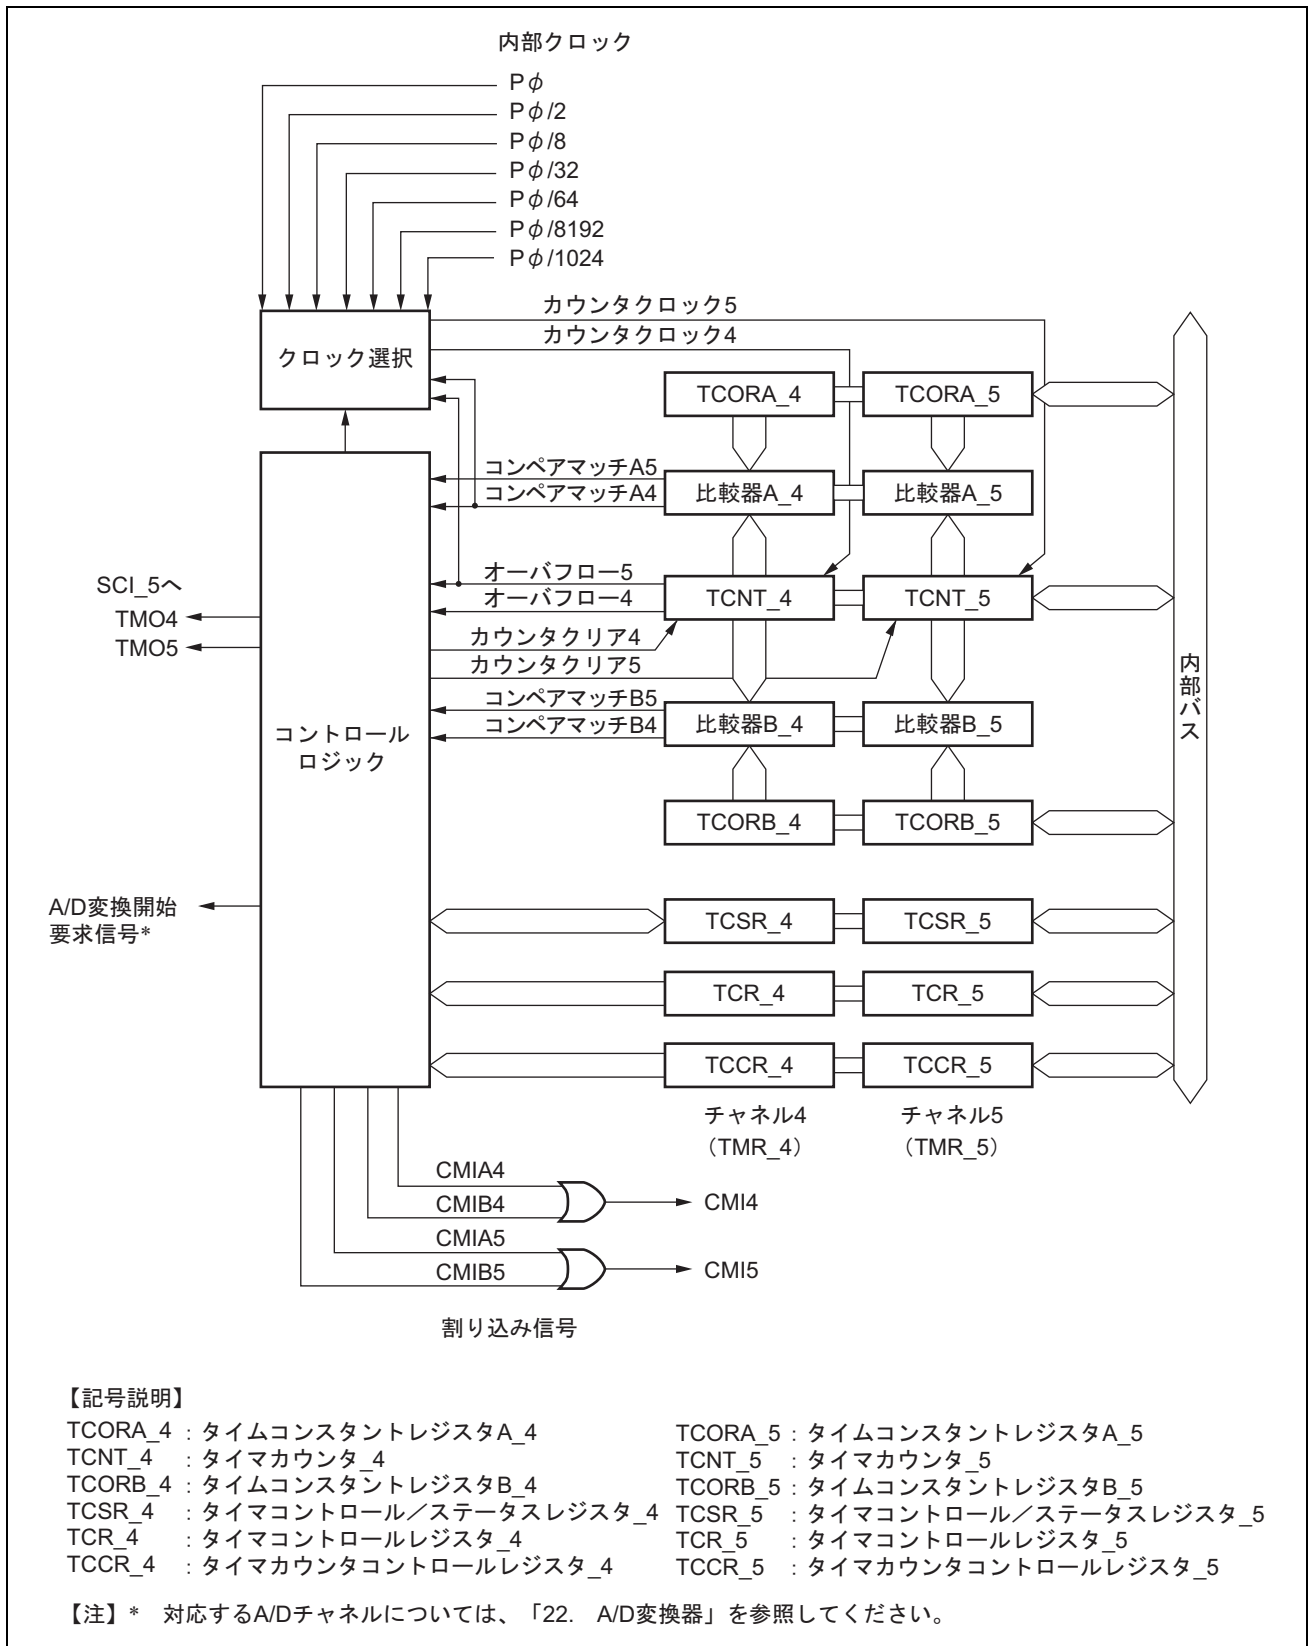 内部クロック
Pφ
Pφ/2
Pφ/8
Pφ/32
Pφ/64
Pφ/8192
Pφ/1024
カウンタクロック5
カウンタクロック4
クロック選択
TCORA_4
TCORA_5
コンペアマッチA5
コンペアマッチA4
比較器A_4
比較器A_5
オーバフロー5
オーバフロー4
TCNT_4
TCNT_5
SCI_5へ
TMO4
TMO5
カウンタクリア4
カウンタクリア5
コンペアマッチB5
コンペアマッチB4
比較器B_4
比較器B_5
内部バス
コントロール
ロジック
TCORB_4
TCORB_5
A/D変換開始
要求信号*
TCSR_4
TCSR_5
TCR_4
TCR_5
TCCR_4
TCCR_5
チャネル4
(TMR_4)
チャネル5
(TMR_5)
CMIA4
CMIB4
CMI4
CMIA5
CMIB5
CMI5
割り込み信号
【記号説明】
TCORA_4 : タイムコンスタントレジスタA_4 TCORA_5 : タイムコンスタントレジスタA_5
TCNT_4 : タイマカウンタ_4 TCNT_5 : タイマカウンタ_5
TCORB_4 : タイムコンスタントレジスタB_4 TCORB_5 : タイムコンスタントレジスタB_5
TCSR_4 : タイマコントロール/ステータスレジスタ_4 TCSR_5 : タイマコントロール/ステータスレジスタ_5
TCR_4 : タイマコントロールレジスタ_4 TCR_5 : タイマコントロールレジスタ_5
TCCR_4 : タイマカウンタコントロールレジスタ_4 TCCR_5 : タイマカウンタコントロールレジスタ_5
【注】* 対応するA/Dチャネルについては、「22. A/D変換器」を参照してください。